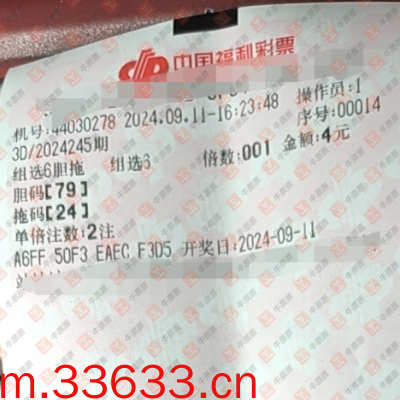 中国福利彩票
机号:44030278 2024.09.11-16:23:48 操作员:1
3D/2024245期 序号:00014
组选6胆拖 组选6 倍数:001 金额:4元
胆码[79]
拖码[24]
单倍注数:2注
A6FF 50F3 EAEC F3D5 开奖日:2024-09-11
m.33633.cn